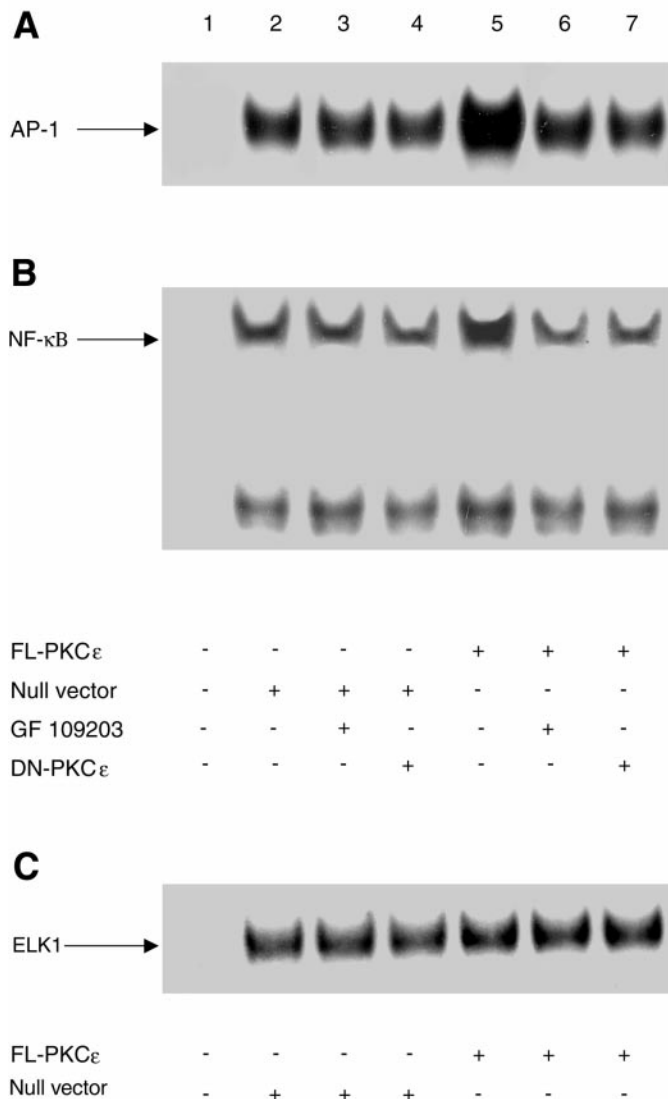 A
1 2 3 4 5 6 7
AP-1
B
NF-κB
FL-PKCε - - - - + + +
Null vector - + + + - - -
GF 109203 - - + - - + -
DN-PKCε - - - + - - +
C
ELK1
FL-PKCε - - - - + + +
Null vector - + + + - - -